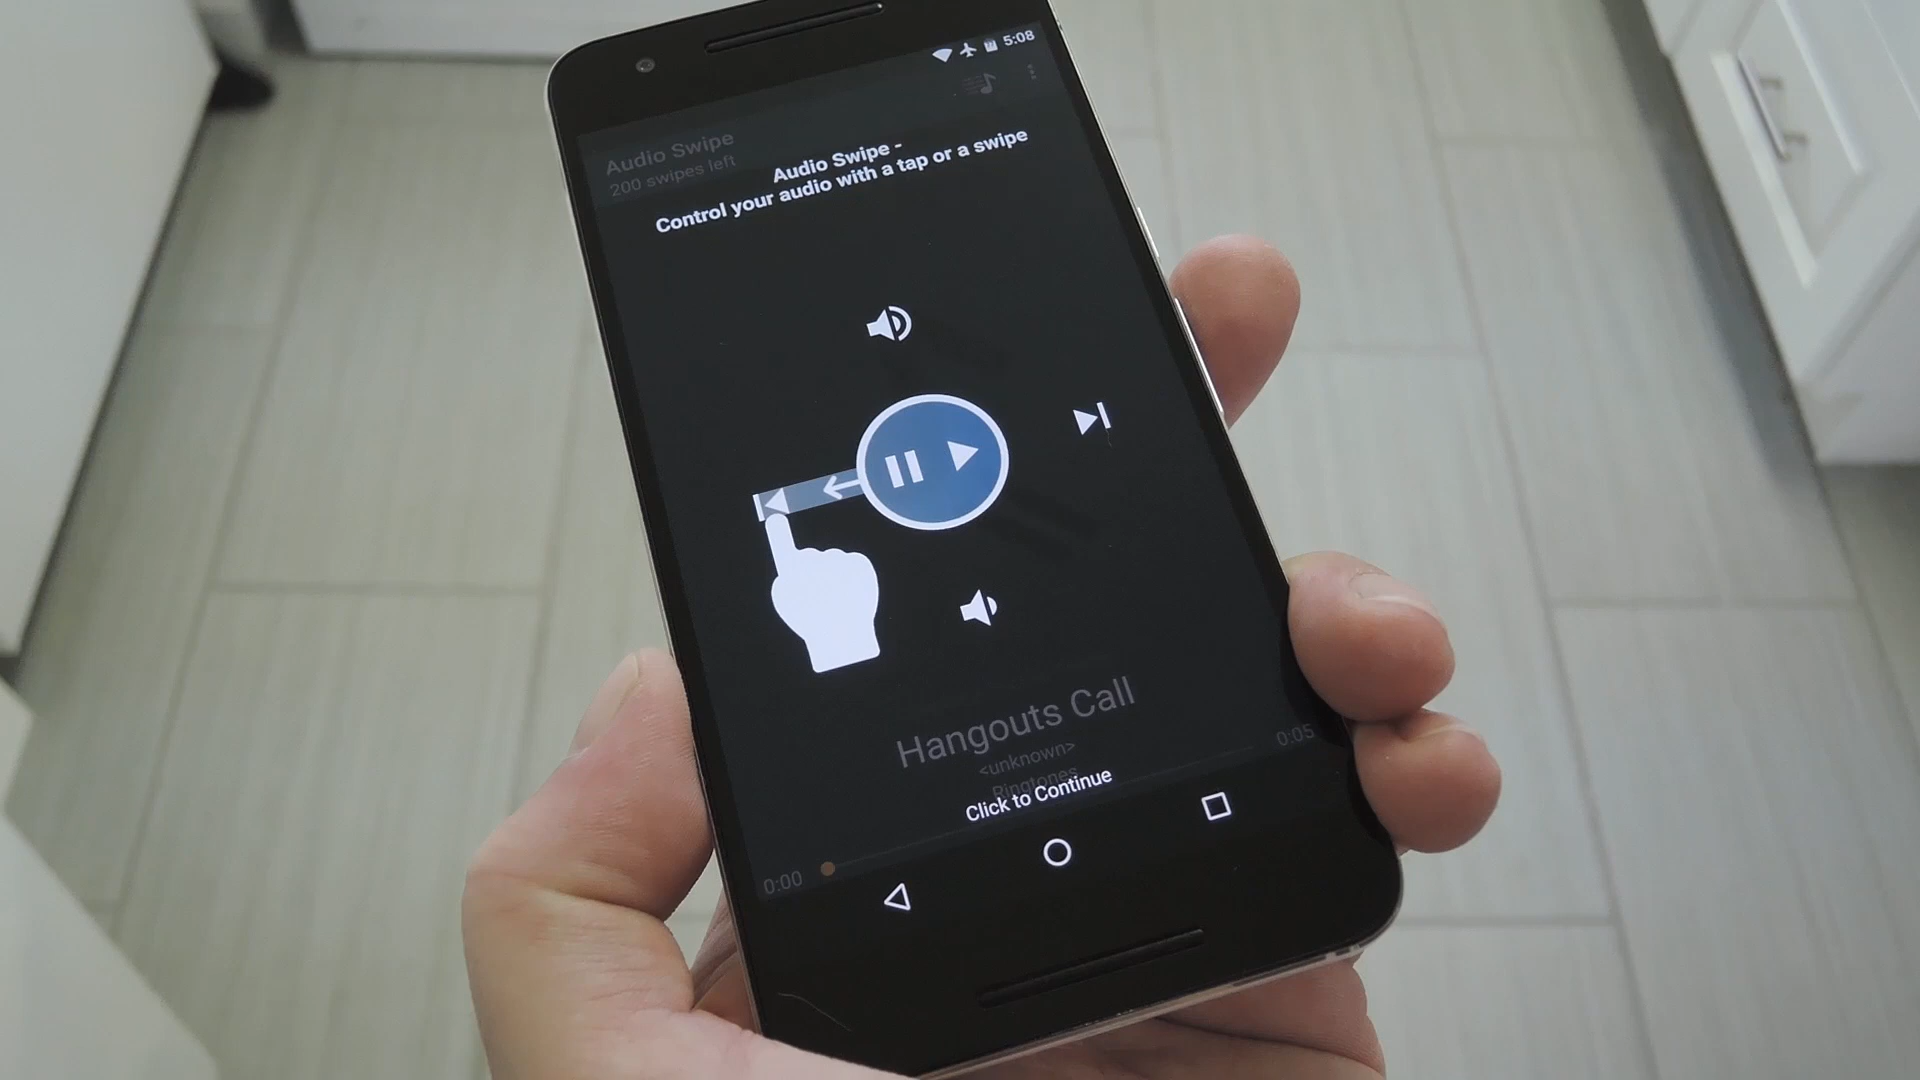 5:08
Audio Swipe
200 swipes left
Audio Swipe -
Control your audio with a tap or a swipe
Hangouts Call
<unknown>
Ringtones
Click to Continue
0:00
0:05